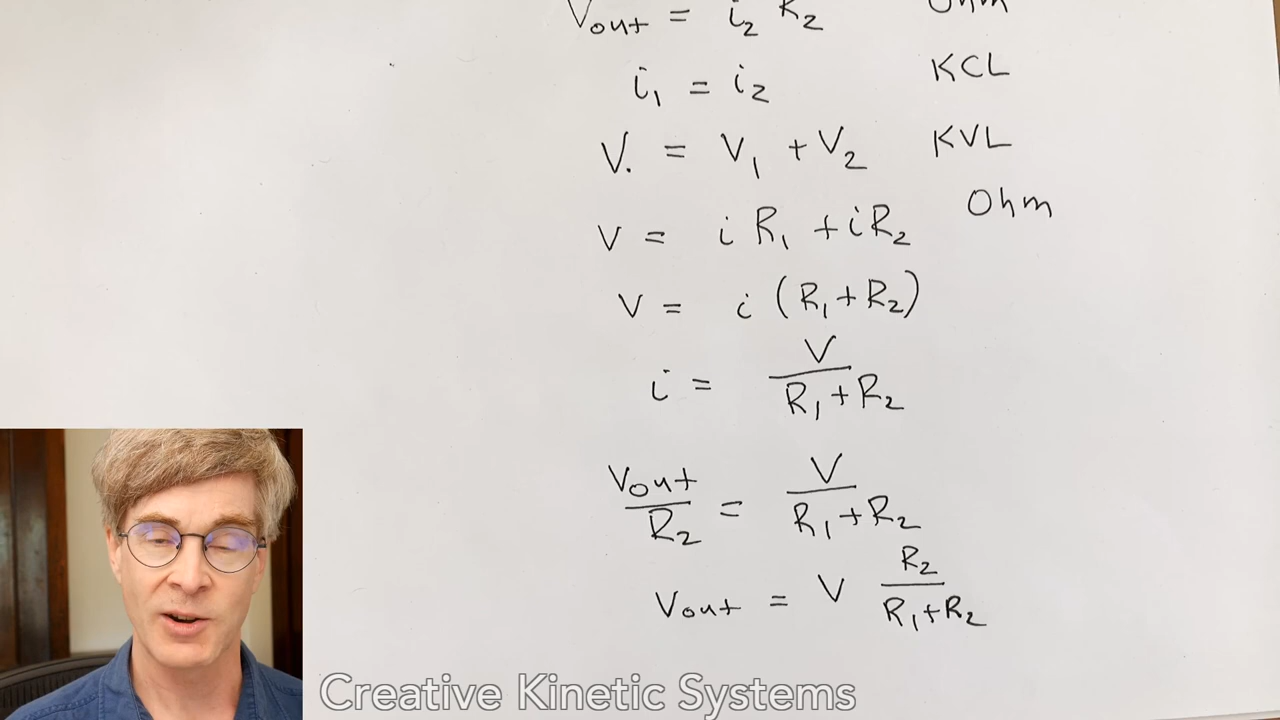 Vout = i₂ R₂ Ohm
i₁ = i₂ KCL
V. = V₁ + V₂ KVL
V = i R₁ + i R₂ Ohm
V = i (R₁ + R₂)
i = V / R₁ + R₂
Vout / R₂ = V / R₁ + R₂
Vout = V R₂ / R₁ + R₂
Creative Kinetic Systems